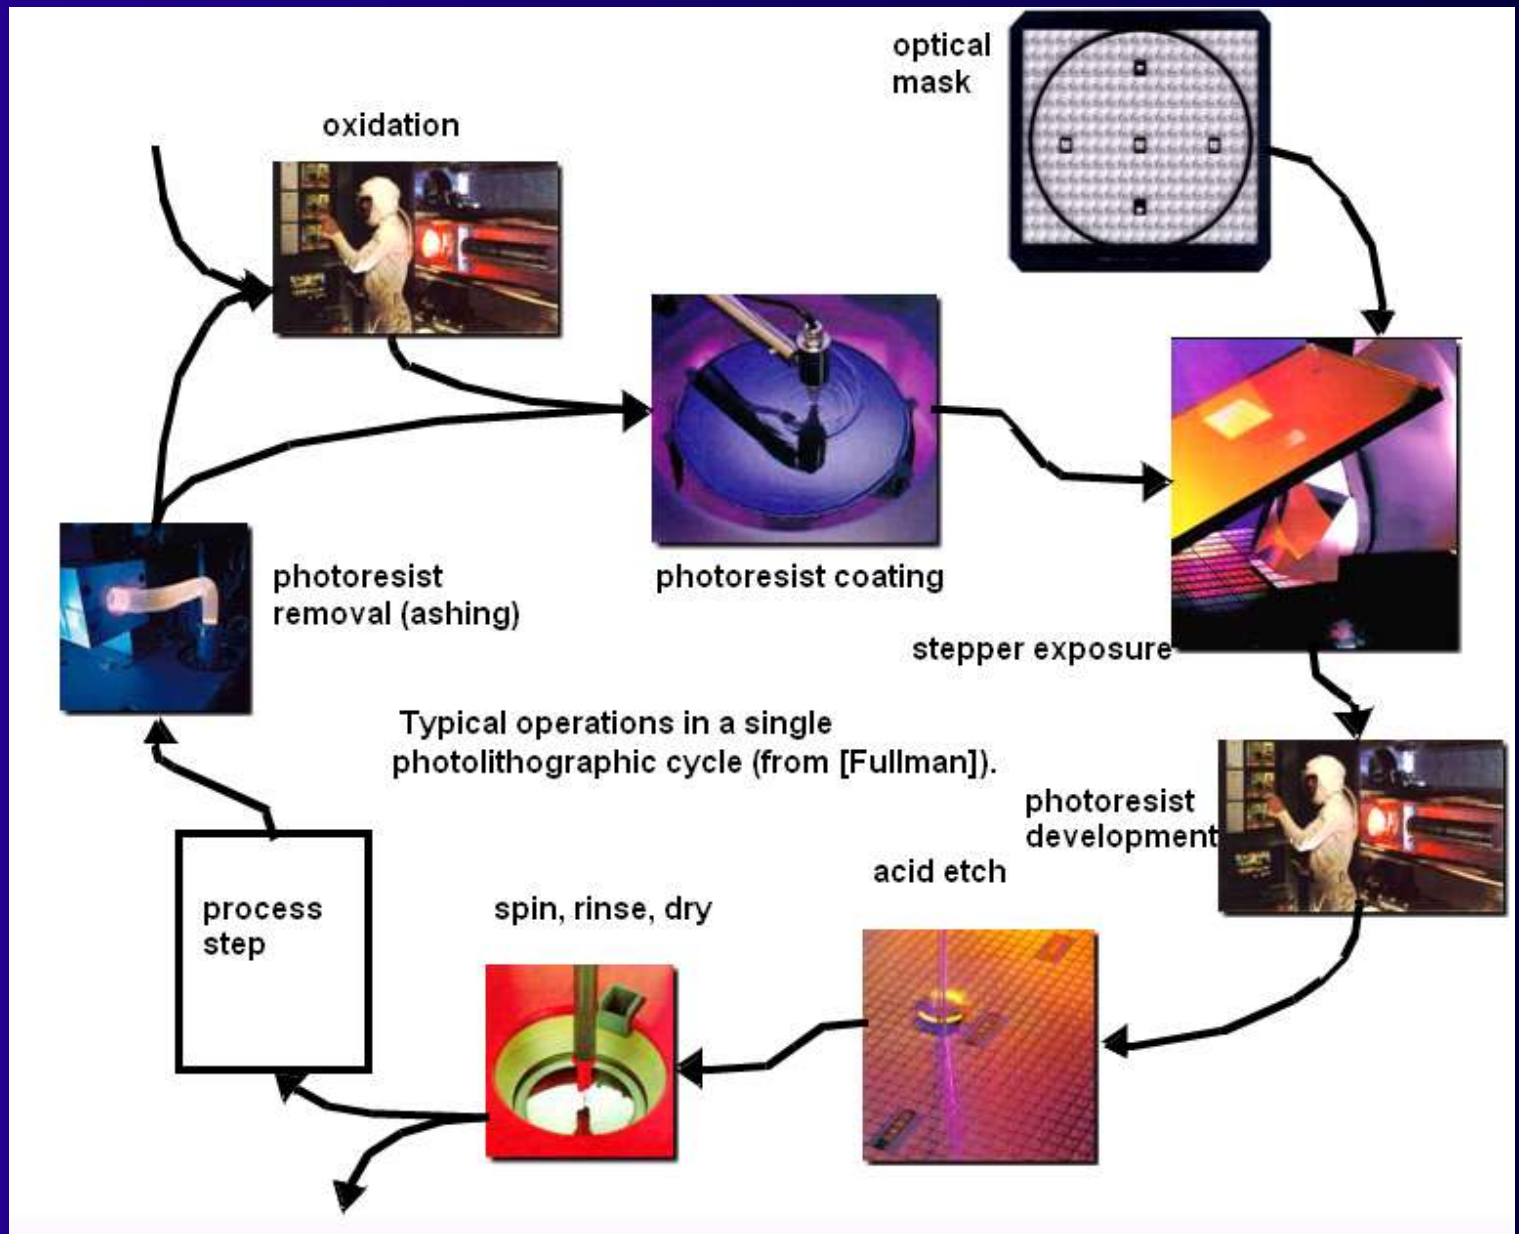 optical
mask
oxidation
photoresist
removal (ashing)
photoresist coating
stepper exposure
Typical operations in a single
photolithographic cycle (from [Fullman]).
photoresist
development
acid etch
spin, rinse, dry
process
step